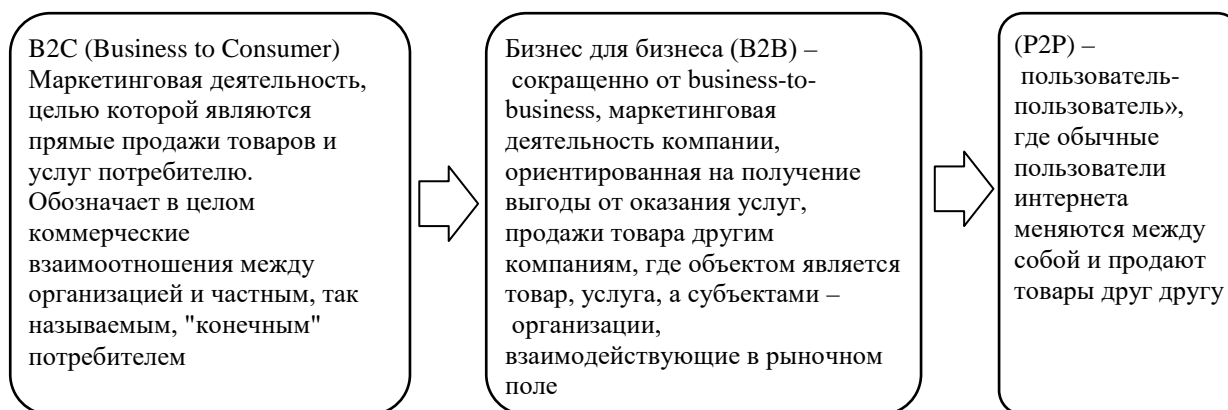 B2C (Business to Consumer)
Маркетинговая деятельность,
целью которой являются
прямые продажи товаров и
услуг потребителю.
Обозначает в целом
коммерческие
взаимоотношения между
организацией и частным, так
называемым, "конечным"
потребителем
Бизнес для бизнеса (B2B) –
сокращенно от business-to-
business, маркетинговая
деятельность компании,
ориентированная на получение
выгоды от оказания услуг,
продажи товара другим
компаниям, где объектом является
товар, услуга, а субъектами –
организации,
взаимодействующие в рыночном
поле
(P2P) –
пользователь-
пользователь»,
где обычные
пользователи
интернета
меняются между
собой и продают
товары друг другу